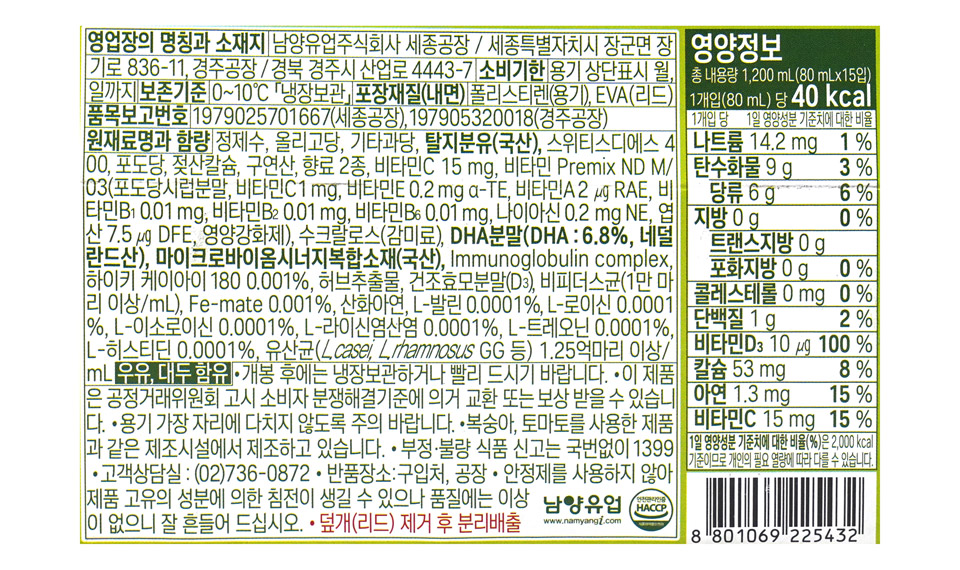 영업장의 명칭과 소재지 남양유업주식회사 세종공장 / 세종특별자치시 장군면 장
기로 836-11, 경주공장 / 경북 경주시 산업로 4443-7 소비기한 용기 상단표시 월,
일까지 보존기준 0~10℃ 「냉장보관」 포장재질(내면) 폴리스티렌(용기), EVA(리드)
품목보고번호 1979025701667(세종공장),197905320018(경주공장)
원재료명과 함량 정제수, 올리고당, 기타과당, 탈지분유(국산), 스위티스디에스 4
00, 포도당, 젖산칼슘, 구연산, 향료 2종, 비타민C 15 mg, 비타민 Premix ND M/
03(포도당시럽분말, 비타민C 1 mg, 비타민E 0.2 mg α-TE, 비타민A 2 μg RAE, 비
타민B1 0.01 mg, 비타민B2 0.01 mg, 비타민B6 0.01 mg, 나이아신 0.2 mg NE, 엽
산 7.5 μg DFE, 영양강화제), 수크랄로스(감미료), DHA분말(DHA : 6.8%, 네덜
란드산), 마이크로바이옴시너지복합소재(국산), Immunoglobulin complex,
하이키 케이아이 180 0.001%, 허브추출물, 건조효모분말(D3), 비피더스균(1만 마
리 이상/mL), Fe-mate 0.001%, 산화아연, L-발린 0.0001%, L-로이신 0.0001
%, L-이소로이신 0.0001%, L-라이신염산염 0.0001%, L-트레오닌 0.0001%,
L-히스티딘 0.0001%, 유산균(L.casei, L.rhamnosus GG 등) 1.25억마리 이상/
mL 우유, 대두 함유 •개봉 후에는 냉장보관하거나 빨리 드시기 바랍니다. •이 제품
은 공정거래위원회 고시 소비자 분쟁해결기준에 의거 교환 또는 보상 받을 수 있습니
다. •용기 가장 자리에 다치지 않도록 주의 바랍니다. •복숭아, 토마토를 사용한 제품
과 같은 제조시설에서 제조하고 있습니다. • 부정·불량 식품 신고는 국번없이 1399
• 고객상담실 : (02)736-0872 • 반품장소:구입처, 공장 • 안정제를 사용하지 않아
제품 고유의 성분에 의한 침전이 생길 수 있으나 품질에는 이상
이 없으니 잘 흔들어 드십시오. • 덮개(리드) 제거 후 분리배출
남양유업
www.namyangi.com
안전관리인증
HACCP
식품의약품안전처
영양정보
총 내용량 1,200 mL(80 mLx15입)
1개입(80 mL) 당 40 kcal
1개입 당 1일 영양성분 기준치에 대한 비율
나트륨 14.2 mg 1 %
탄수화물 9 g 3 %
당류 6 g 6 %
지방 0 g 0 %
트랜스지방 0 g
포화지방 0 g 0 %
콜레스테롤 0 mg 0 %
단백질 1 g 2 %
비타민D3 10 μg 100 %
칼슘 53 mg 8 %
아연 1.3 mg 15 %
비타민C 15 mg 15 %
1일 영양성분 기준치에 대한 비율(%)은 2,000 kcal
기준이므로 개인의 필요 열량에 따라 다를 수 있습니다.
8 801069 225432